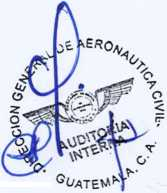 DIRECCION GENERAL DE AERONAUTICA CIVIL
AUDITORIA
INTERNA
GUATEMALA, C. A.